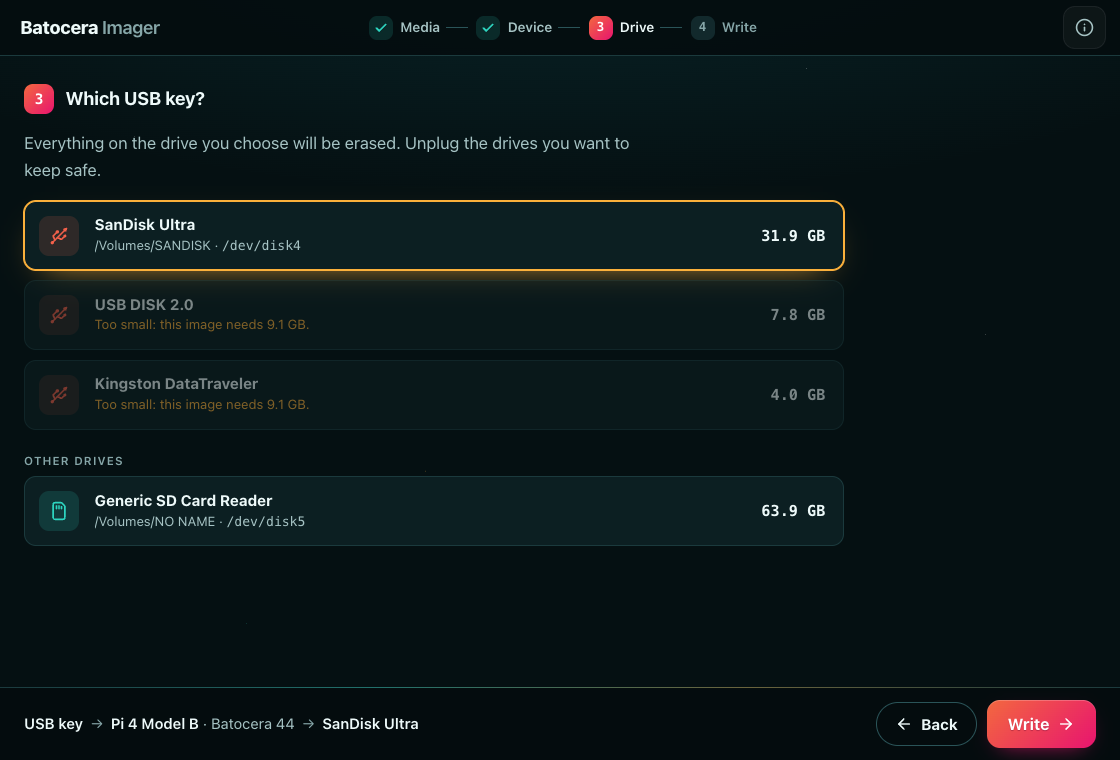 Batocera Imager
Media
Device
3 Drive
4 Write
3 Which USB key?
Everything on the drive you choose will be erased. Unplug the drives you want to
keep safe.
SanDisk Ultra
/Volumes/SANDISK · /dev/disk4
31.9 GB
USB DISK 2.0
Too small: this image needs 9.1 GB.
7.8 GB
Kingston DataTraveler
Too small: this image needs 9.1 GB.
4.0 GB
OTHER DRIVES
Generic SD Card Reader
/Volumes/NO NAME · /dev/disk5
63.9 GB
USB key → Pi 4 Model B · Batocera 44 → SanDisk Ultra
← Back
Write →